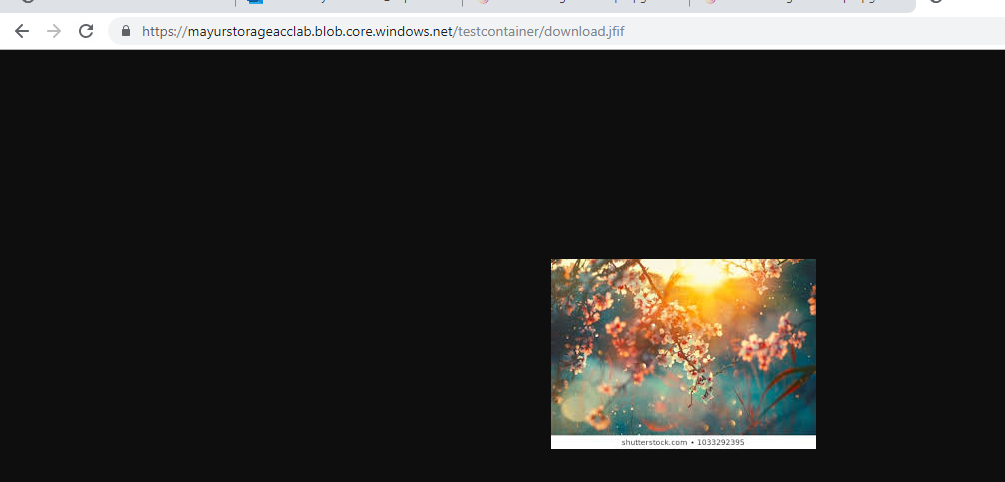 https://mayurstorageacclab.blob.core.windows.net/testcontainer/download.jfif
shutterstock.com • 1033292395